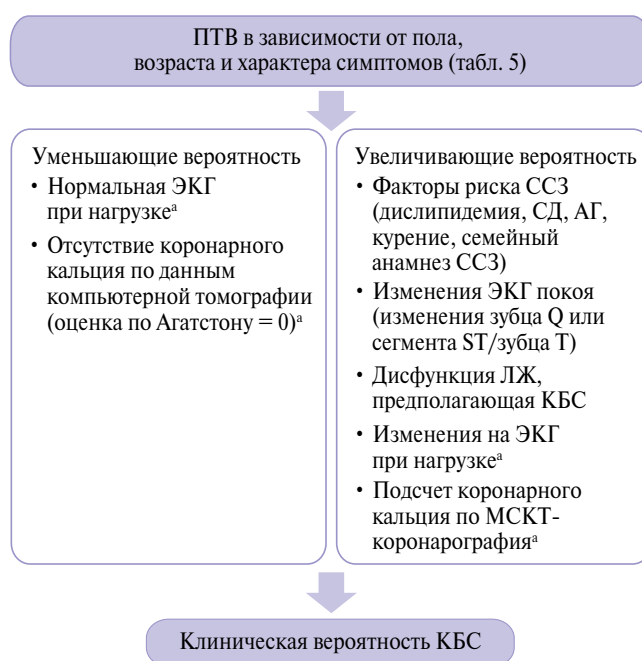 ПТВ в зависимости от пола,
возраста и характера симптомов (табл. 5)
Уменьшающие вероятность
• Нормальная ЭКГ
при нагрузкеᵃ
• Отсутствие коронарного
кальция по данным
компьютерной томографии
(оценка по Агатстону = 0)ᵃ
Увеличивающие вероятность
• Факторы риска ССЗ
(дислипидемия, СД, АГ,
курение, семейный
анамнез ССЗ)
• Изменения ЭКГ покоя
(изменения зубца Q или
сегмента ST/зубца T)
• Дисфункция ЛЖ,
предполагающая КБС
• Изменения на ЭКГ
при нагрузкеᵃ
• Подсчет коронарного
кальция по МСКТ-
коронарографияᵃ
Клиническая вероятность КБС